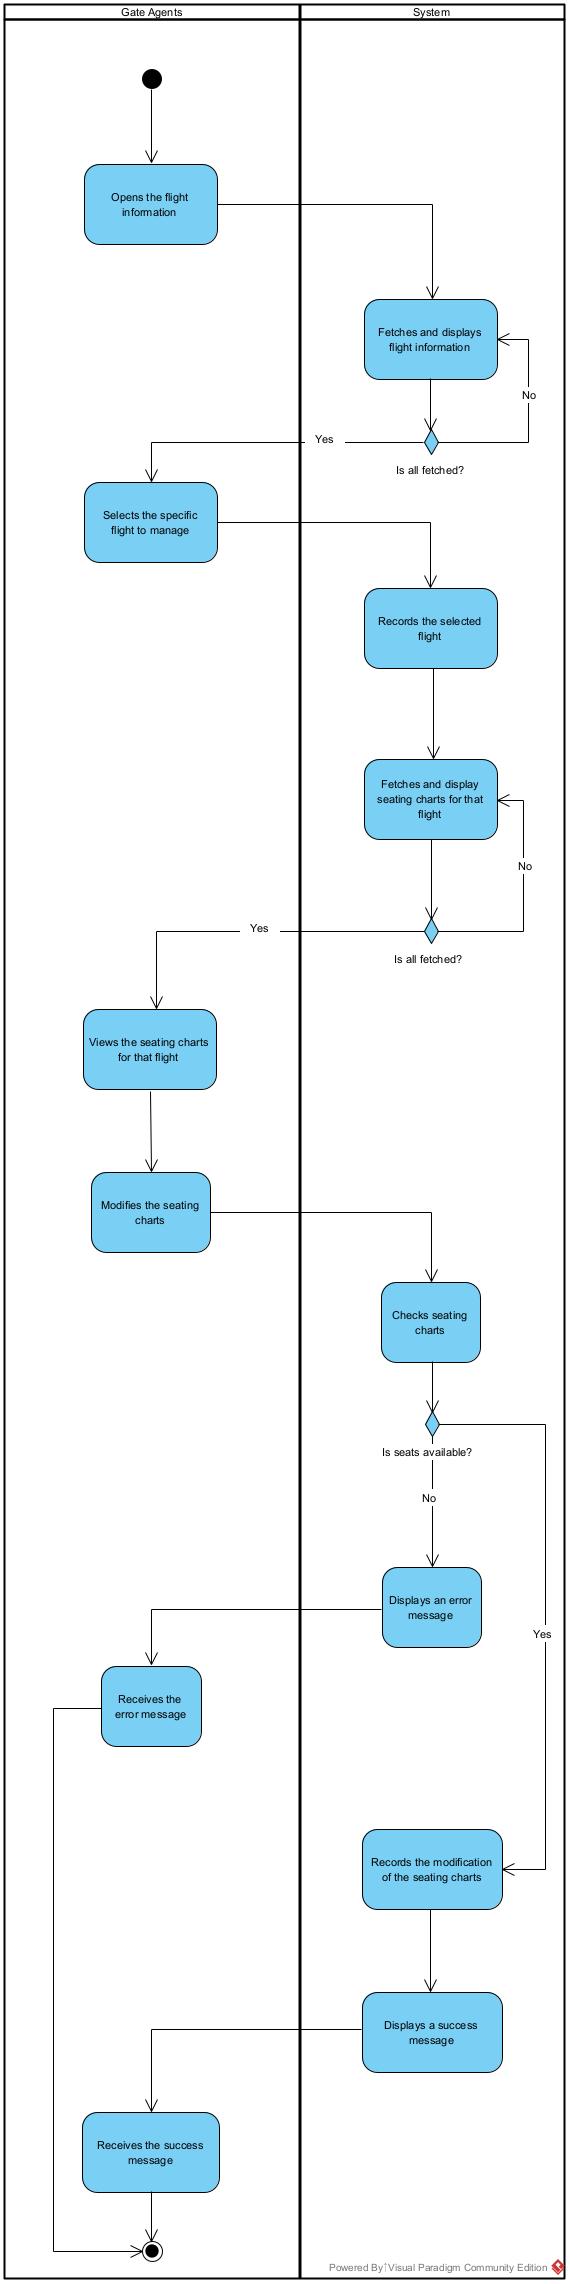 Gate Agents
System
Opens the flight
information
Fetches and displays
flight information
No
Yes
Is all fetched?
Selects the specific
flight to manage
Records the selected
flight
Fetches and display
seating charts for that
flight
No
Yes
Is all fetched?
Views the seating charts
for that flight
Modifies the seating
charts
Checks seating
charts
Is seats available?
No
Displays an error
message
Yes
Receives the
error message
Records the modification
of the seating charts
Displays a success
message
Receives the success
message
Powered By Visual Paradigm Community Edition